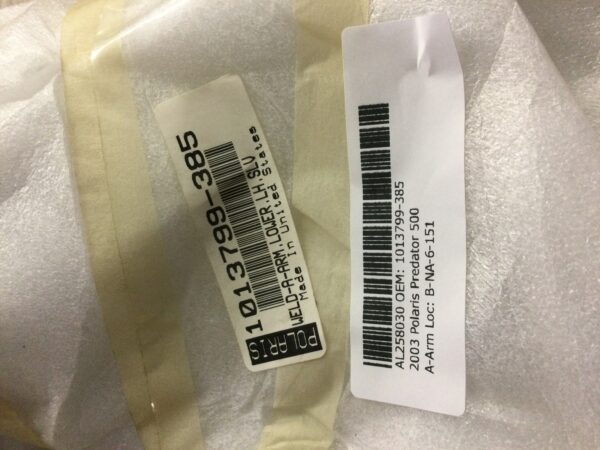 1013799-385
WELD-A-ARM,LOWER,LH,SLV
Made In United States
POLARIS
AL258030 OEM: 1013799-385
2003 Polaris Predator 500
A-Arm Loc: B-NA-6-151